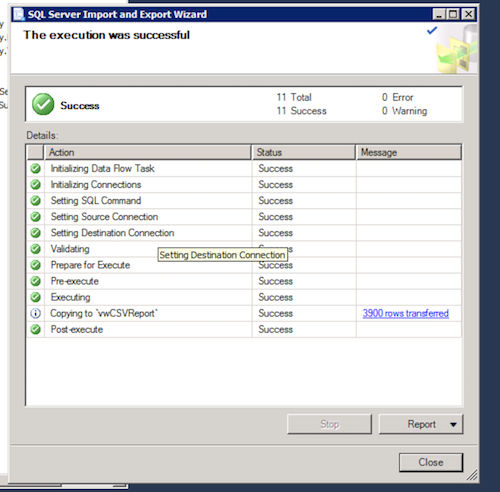 SQL Server Import and Export Wizard
The execution was successful
Success
11 Total
0 Error
11 Success
0 Warning
Details:
Action Status Message
Initializing Data Flow Task Success
Initializing Connections Success
Setting SQL Command Success
Setting Source Connection Success
Setting Destination Connection Success
Validating Success
Setting Destination Connection
Prepare for Execute Success
Pre-execute Success
Executing Success
Copying to `vwCSVReport` Success 3900 rows transferred
Post-execute Success
Stop Report
Close